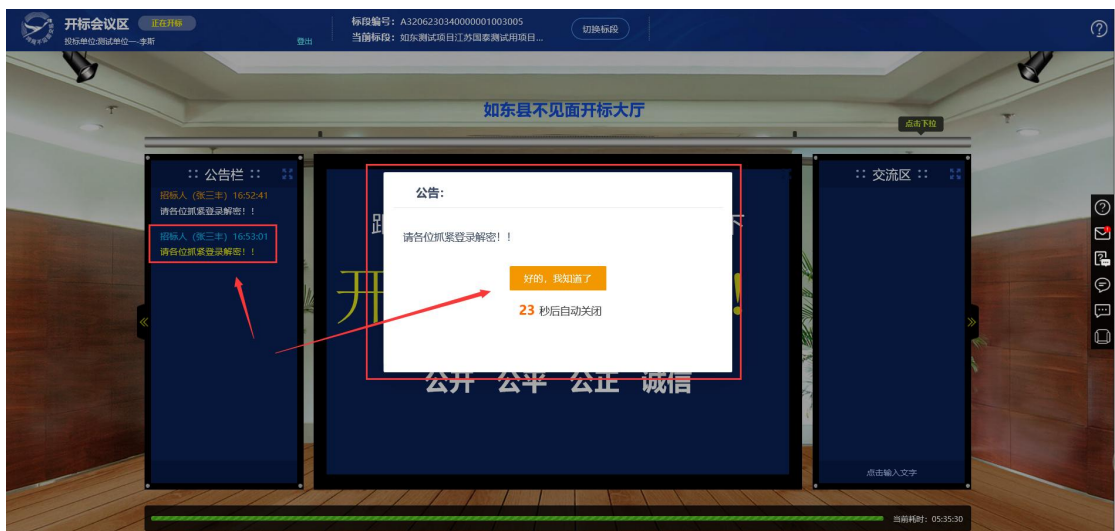 开标会议区 正在开标
投标单位:测试单位一-李斯 登出
标段编号：A3206230340000001003005
当前标段：如东测试项目江苏国泰测试用项目...
切换标段
如东县不见面开标大厅
点击下拉
:: 公告栏 ::
招标人 (张三丰) 16:52:41
请各位抓紧登录解密！！
招标人 (张三丰) 16:53:01
请各位抓紧登录解密！！
公告：
请各位抓紧登录解密！！
好的，我知道了
23 秒后自动关闭
开
！
公开 公平 公正 诚信
:: 交流区 ::
点击输入文字
当前耗时：05:35:30